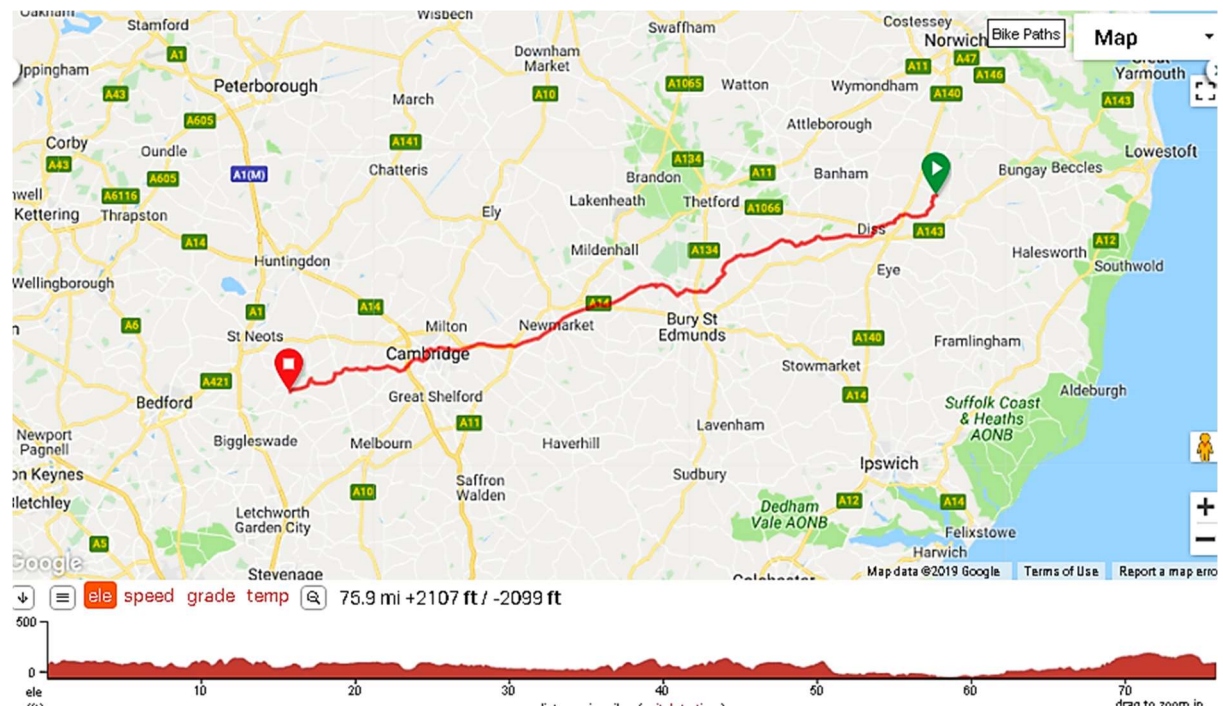 Oakham
Stamford
Wisbech
Swaffham
Costessey
Norwich
Bike Paths
Map
A1
Downham
Market
A11
A47
A146
Great
Yarmouth
Peterborough
A43
A10
A1065
Watton
Wymondham
A140
A143
March
A605
Attleborough
Corby
A43
Oundle
A141
A134
A11
Lowestoft
A605
A1(M)
Chatteris
Brandon
Banham
Bungay
Beccles
A6116
Kettering
Thrapston
Lakenheath
Thetford
A1066
Ely
A14
Mildenhall
A134
Diss
A143
Halesworth
A12
Southwold
Huntingdon
Eye
Wellingborough
A1
A14
A14
A6
St Neots
Milton
Newmarket
Bury St
Edmunds
A140
Framlingham
Cambridge
Stowmarket
A421
Bedford
Great Shelford
A14
Aldeburgh
Suffolk Coast
& Heaths
AONB
A11
Lavenham
Newport
Pagnell
Biggleswade
Melbourn
Haverhill
Ipswich
on Keynes
Bletchley
Saffron
Walden
Sudbury
A10
A12
A14
Letchworth
Garden City
Dedham
Vale AONB
Felixstowe
A5
Harwich
Google
Stevenage
Colchester
Map data ©2019 Google
Terms of Use
Report a map erro
ele speed grade temp 75.9 mi +2107 ft / -2099 ft
500
0
ele
10 20 30 40 50 60 70
drag to zoom in